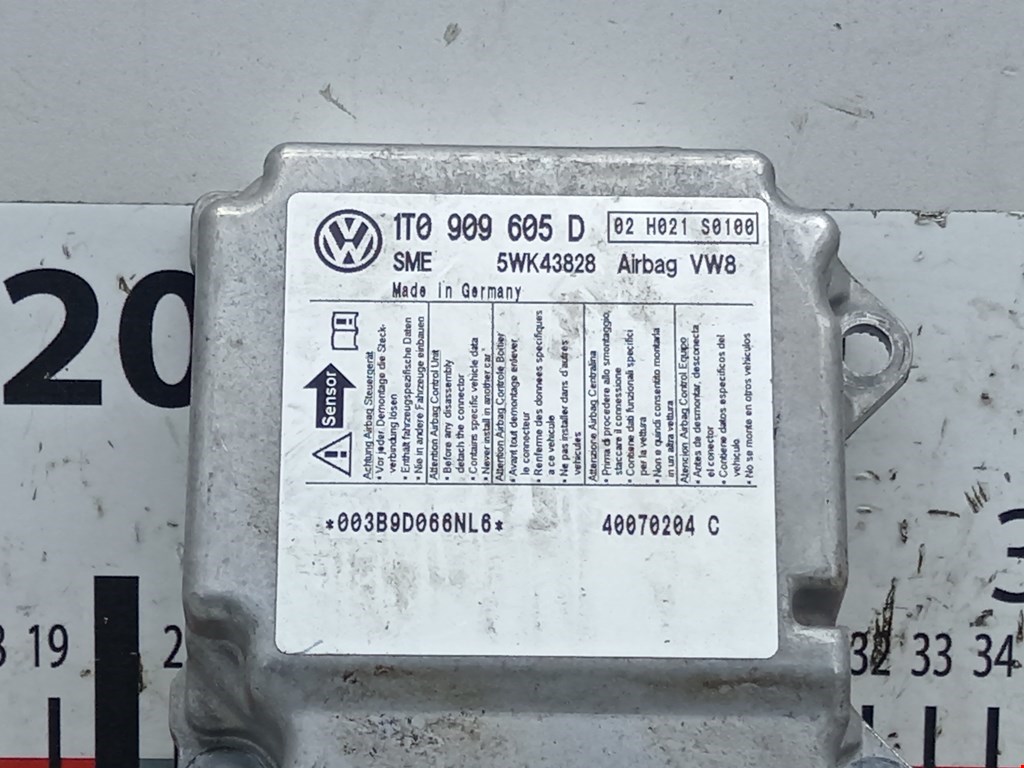 1T0 909 605 D
02 H021 S0100
SME
5WK43828
Airbag VW8
Made in Germany
Sensor
Achtung Airbag Steuergerät
• Vor jeder Demontage die Steck-
verbindung lösen
• Enthält fahrzeugspezifische Daten
• Nie in andere Fahrzeuge einbauen
Attention Airbag Control Unit
• Before any disassembly
detach the connector
• Contains specific vehicle data
• Never install in another car
Attention Airbag Controle Boitier
• Avant tout demontage enlever
le connecteur
• Renferme des donnees specifiques
a ce vehicule
• Ne pas installer dans d'autres
vehicules
Attenzione Airbag Centralina
• Prima di procedere allo smontaggio,
staccare il connessione
• Contiene dati funzionali specifici
per la vettura
• Non e quindi consentito montarla
in un altra vettura
Atencion Airbag Control Equipo
• Antes de desmontar, desconecta,
el conector
• Contiene datos especificos del
vehiculo
• No se monte en otros vehiculos
*003B9D066NL6*
40070204 C
20
19
2
32 33 34